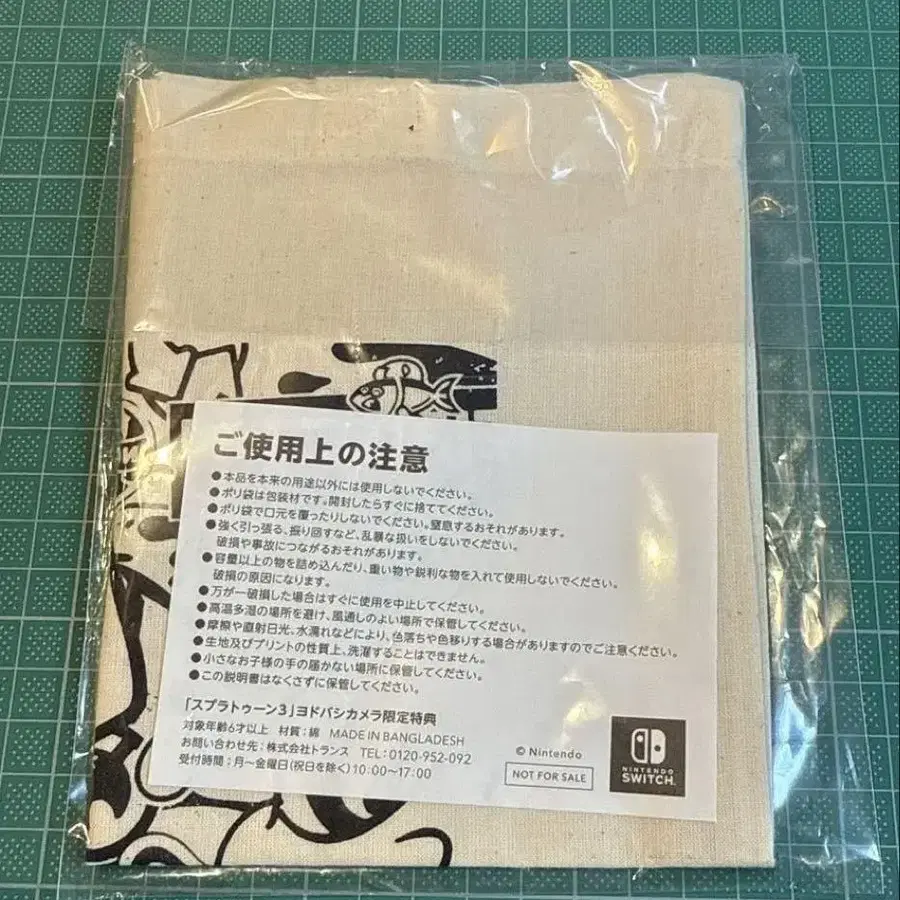 ご使用上の注意
●本品を本来の用途以外には使用しないでください。
●ポリ袋は包装材です。開封したらすぐに捨ててください。
●ポリ袋で口元を覆ったりしないでください。窒息するおそれがあります。
●強く引っ張る、振り回すなど、乱暴な扱いをしないでください。
破損や事故につながるおそれがあります。
●容量以上の物を詰め込んだり、重い物や鋭利な物を入れて使用しないでください。
破損の原因になります。
●万が一破損した場合はすぐに使用を中止してください。
●高温多湿の場所を避け、風通しのよい場所で保管してください。
●摩擦や直射日光、水濡れなどにより、色落ちや色移りする場合がありますのでご注意ください。
●生地及びプリントの性質上、洗濯することはできません。
●小さなお子様の手の届かない場所に保管してください。
●この説明書はなくさずに保管してください。
「スプラトゥーン3」ヨドバシカメラ限定特典
対象年齢6才以上 材質:綿 MADE IN BANGLADESH
お問い合わせ先:株式会社トランス TEL:0120-952-092
受付時間:月〜金曜日(祝日を除く)10:00〜17:00
© Nintendo
NOT FOR SALE
NINTENDO
SWITCH